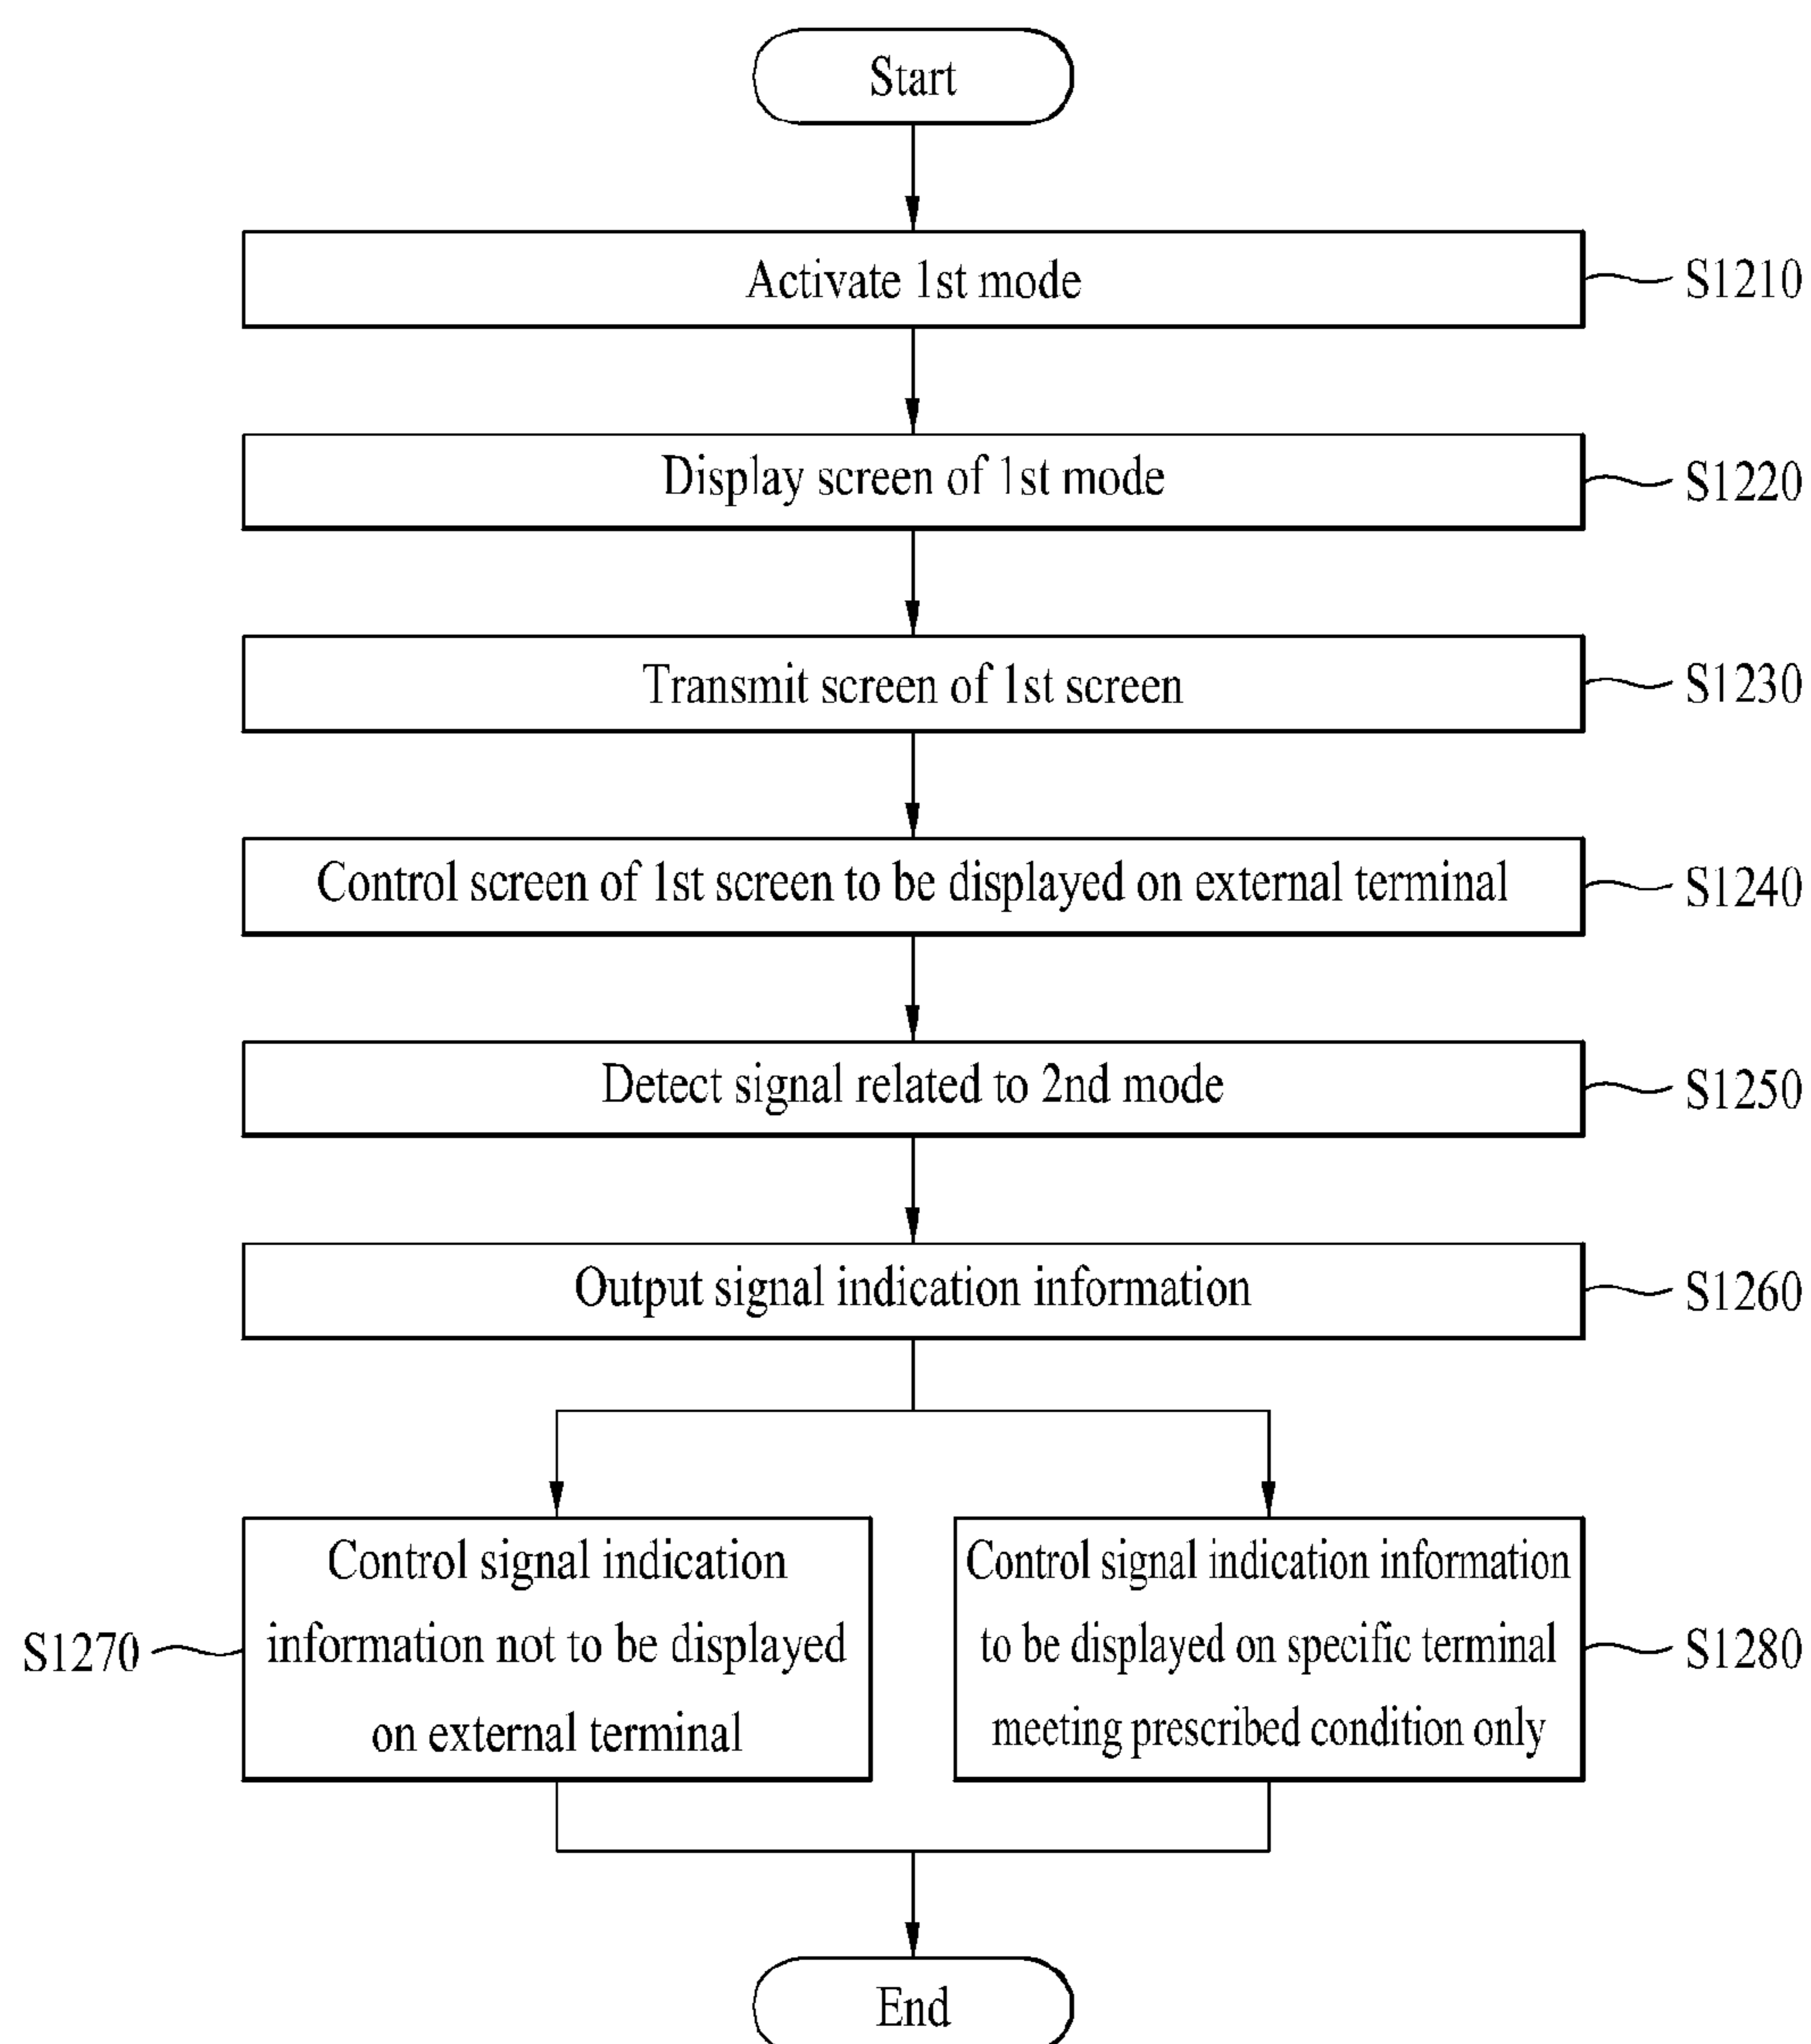 Start
Activate 1st mode
S1210
Display screen of 1st mode
S1220
Transmit screen of 1st screen
S1230
Control screen of 1st screen to be displayed on external terminal
S1240
Detect signal related to 2nd mode
S1250
Output signal indication information
S1260
S1270
Control signal indication
information not to be displayed
on external terminal
Control signal indication information
to be displayed on specific terminal
meeting prescribed condition only
S1280
End